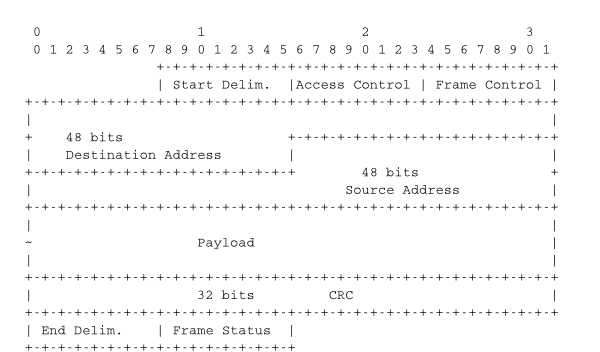 0 1 2 3
0 1 2 3 4 5 6 7 8 9 0 1 2 3 4 5 6 7 8 9 0 1 2 3 4 5 6 7 8 9 0 1
+-+-+-+-+-+-+-+-+-+-+-+-+-+-+-+-+-+-+-+-+-+-+-+-+
| Start Delim. |Access Control | Frame Control |
+-+-+-+-+-+-+-+-+-+-+-+-+-+-+-+-+-+-+-+-+-+-+-+-+-+-+-+-+-+-+-+-+
| |
+ 48 bits +-+-+-+-+-+-+-+-+-+-+-+-+-+-+-+-+
| Destination Address | |
+-+-+-+-+-+-+-+-+-+-+-+-+-+-+-+-+ 48 bits +
| Source Address |
+-+-+-+-+-+-+-+-+-+-+-+-+-+-+-+-+-+-+-+-+-+-+-+-+-+-+-+-+-+-+-+-+
| |
~ Payload |
| |
+-+-+-+-+-+-+-+-+-+-+-+-+-+-+-+-+-+-+-+-+-+-+-+-+-+-+-+-+-+-+-+-+
| 32 bits CRC |
+-+-+-+-+-+-+-+-+-+-+-+-+-+-+-+-+-+-+-+-+-+-+-+-+-+-+-+-+-+-+-+-+
| End Delim. | Frame Status |
+-+-+-+-+-+-+-+-+-+-+-+-+-+-+-+-+